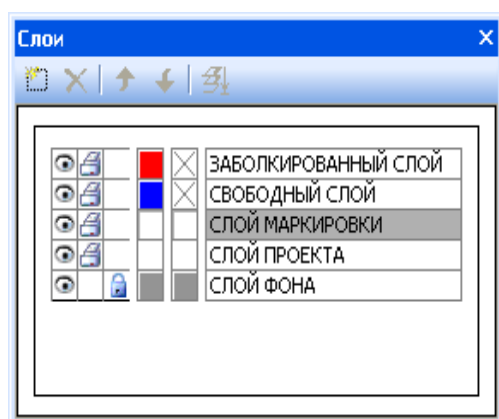 Слои
ЗАБОЛКИРОВАННЫЙ СЛОЙ
СВОБОДНЫЙ СЛОЙ
СЛОЙ МАРКИРОВКИ
СЛОЙ ПРОЕКТА
СЛОЙ ФОНА